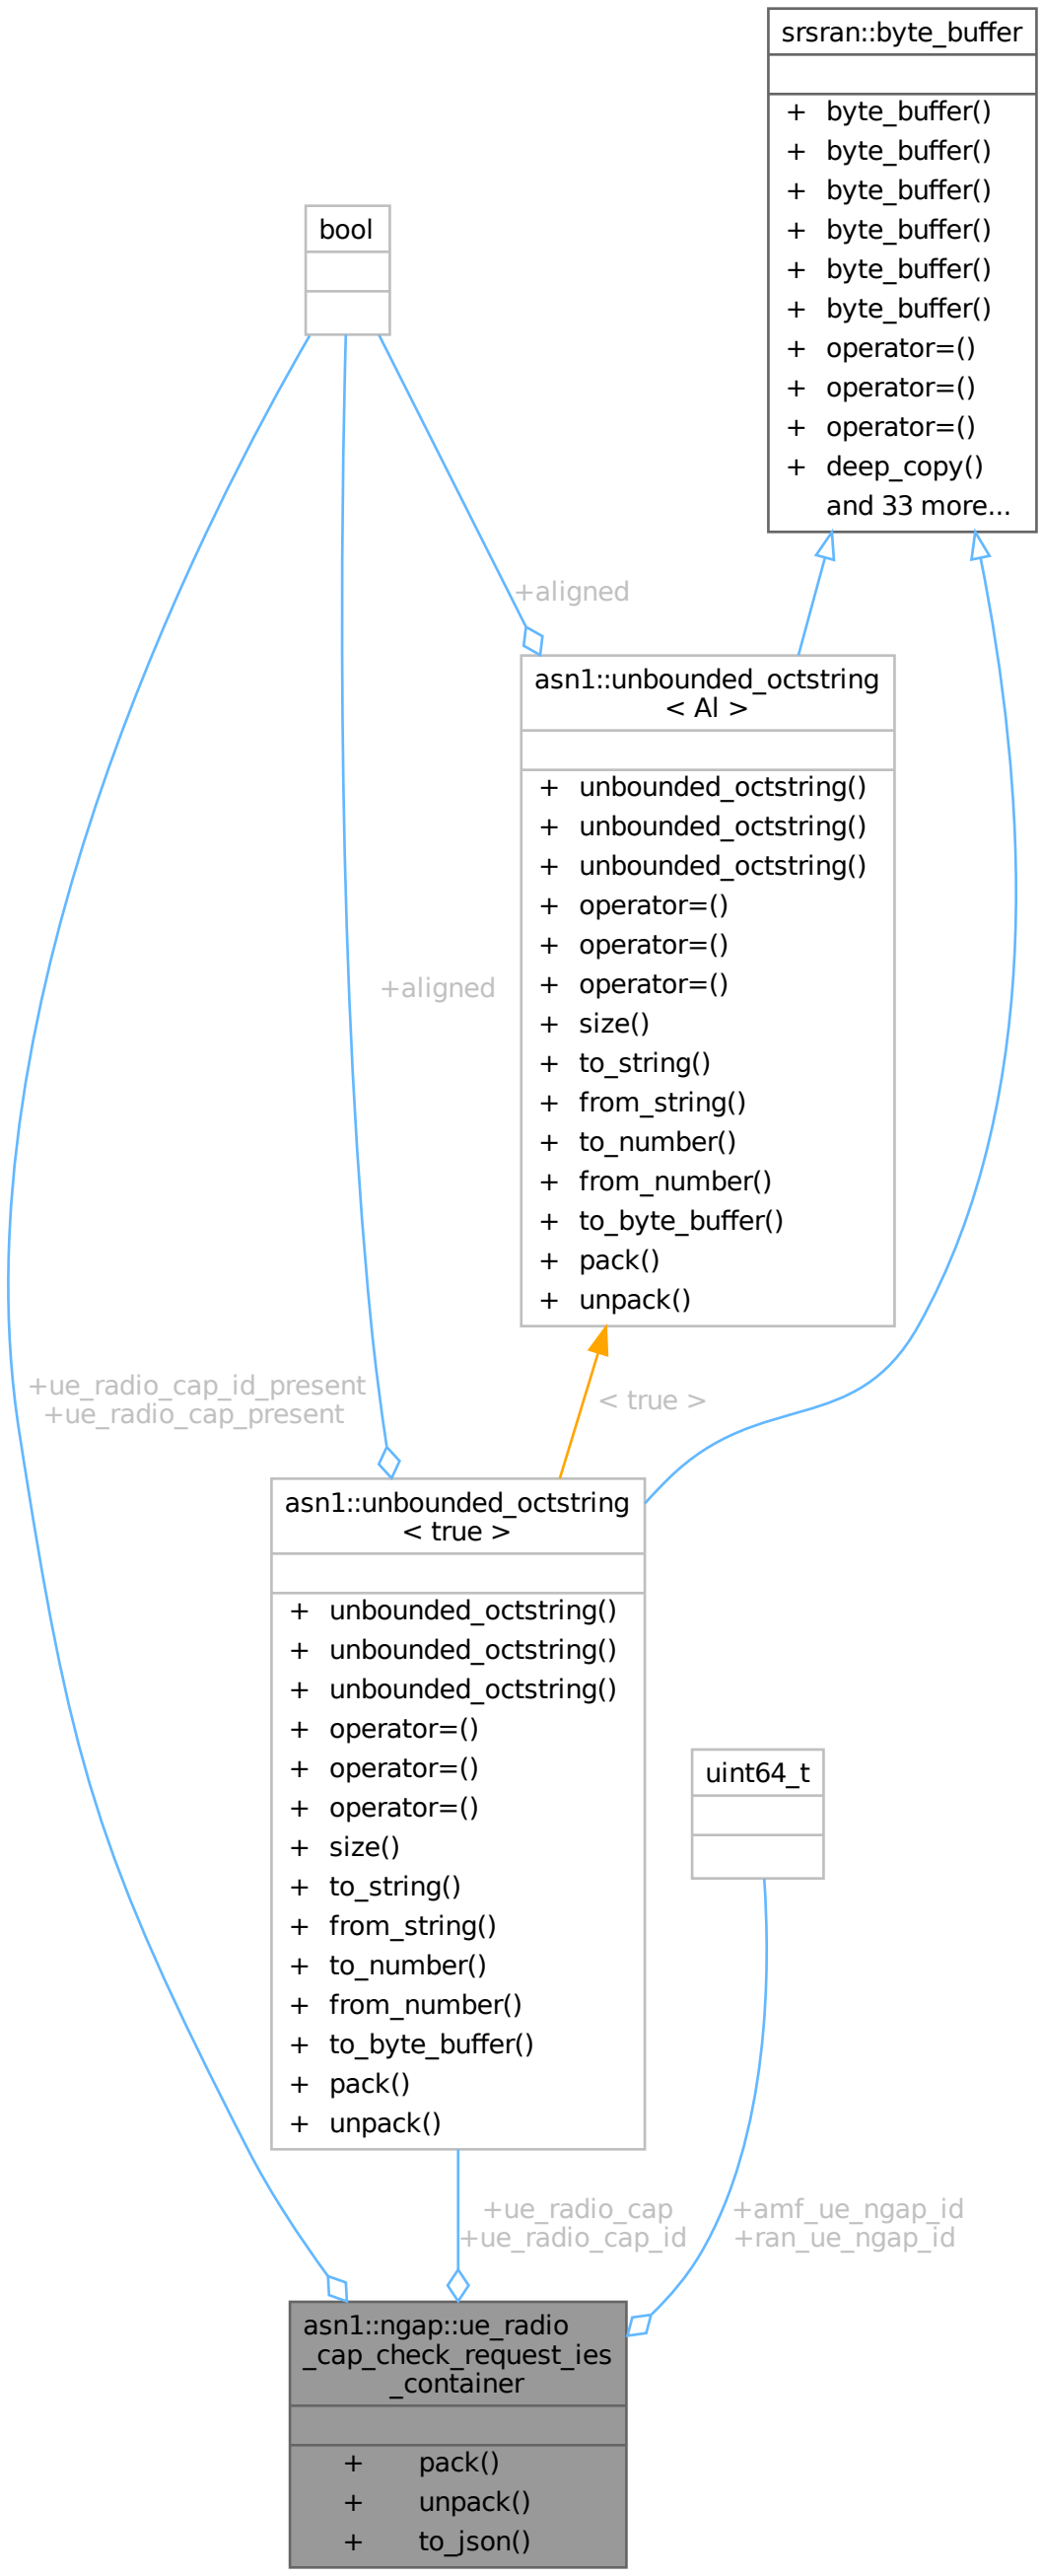 srsran::byte_buffer
+ byte_buffer()
+ byte_buffer()
+ byte_buffer()
+ byte_buffer()
+ byte_buffer()
+ byte_buffer()
+ operator=()
+ operator=()
+ operator=()
+ deep_copy()
and 33 more...
bool
+aligned
asn1::unbounded_octstring
< Al >
+ unbounded_octstring()
+ unbounded_octstring()
+ unbounded_octstring()
+ operator=()
+ operator=()
+ operator=()
+ size()
+ to_string()
+ from_string()
+ to_number()
+ from_number()
+ to_byte_buffer()
+ pack()
+ unpack()
+aligned
+ue_radio_cap_id_present
+ue_radio_cap_present
< true >
asn1::unbounded_octstring
< true >
+ unbounded_octstring()
+ unbounded_octstring()
+ unbounded_octstring()
+ operator=()
+ operator=()
+ operator=()
+ size()
+ to_string()
+ from_string()
+ to_number()
+ from_number()
+ to_byte_buffer()
+ pack()
+ unpack()
uint64_t
+ue_radio_cap
+ue_radio_cap_id
+amf_ue_ngap_id
+ran_ue_ngap_id
asn1::ngap::ue_radio
_cap_check_request_ies
_container
+ pack()
+ unpack()
+ to_json()